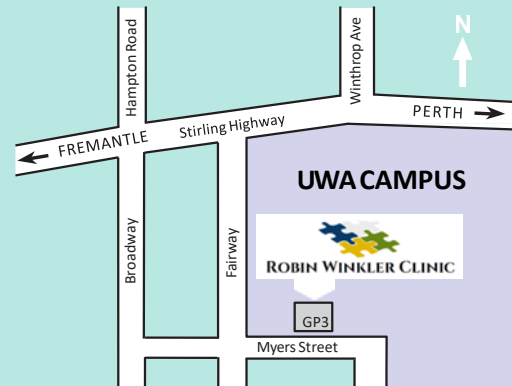 Hampton Road
Winthrop Ave
N
PERTH
Stirling Highway
FREMANTLE
UWA CAMPUS
Broadway
Fairway
ROBIN WINKLER CLINIC
GP3
Myers Street